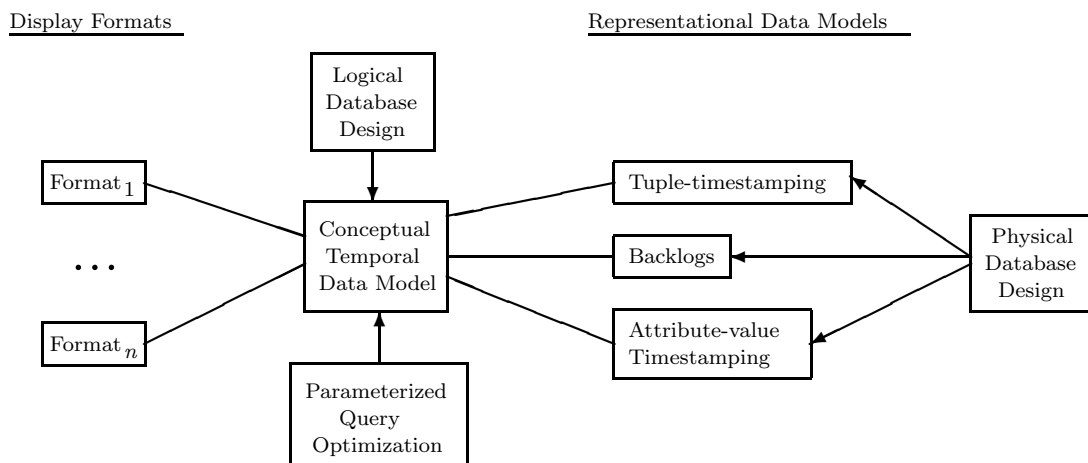 Display Formats
Representational Data Models
Logical
Database
Design
Format₁
Tuple-timestamping
Conceptual
Temporal
Data Model
Backlogs
Physical
Database
Design
. . .
Formatₙ
Attribute-value
Timestamping
Parameterized
Query
Optimization